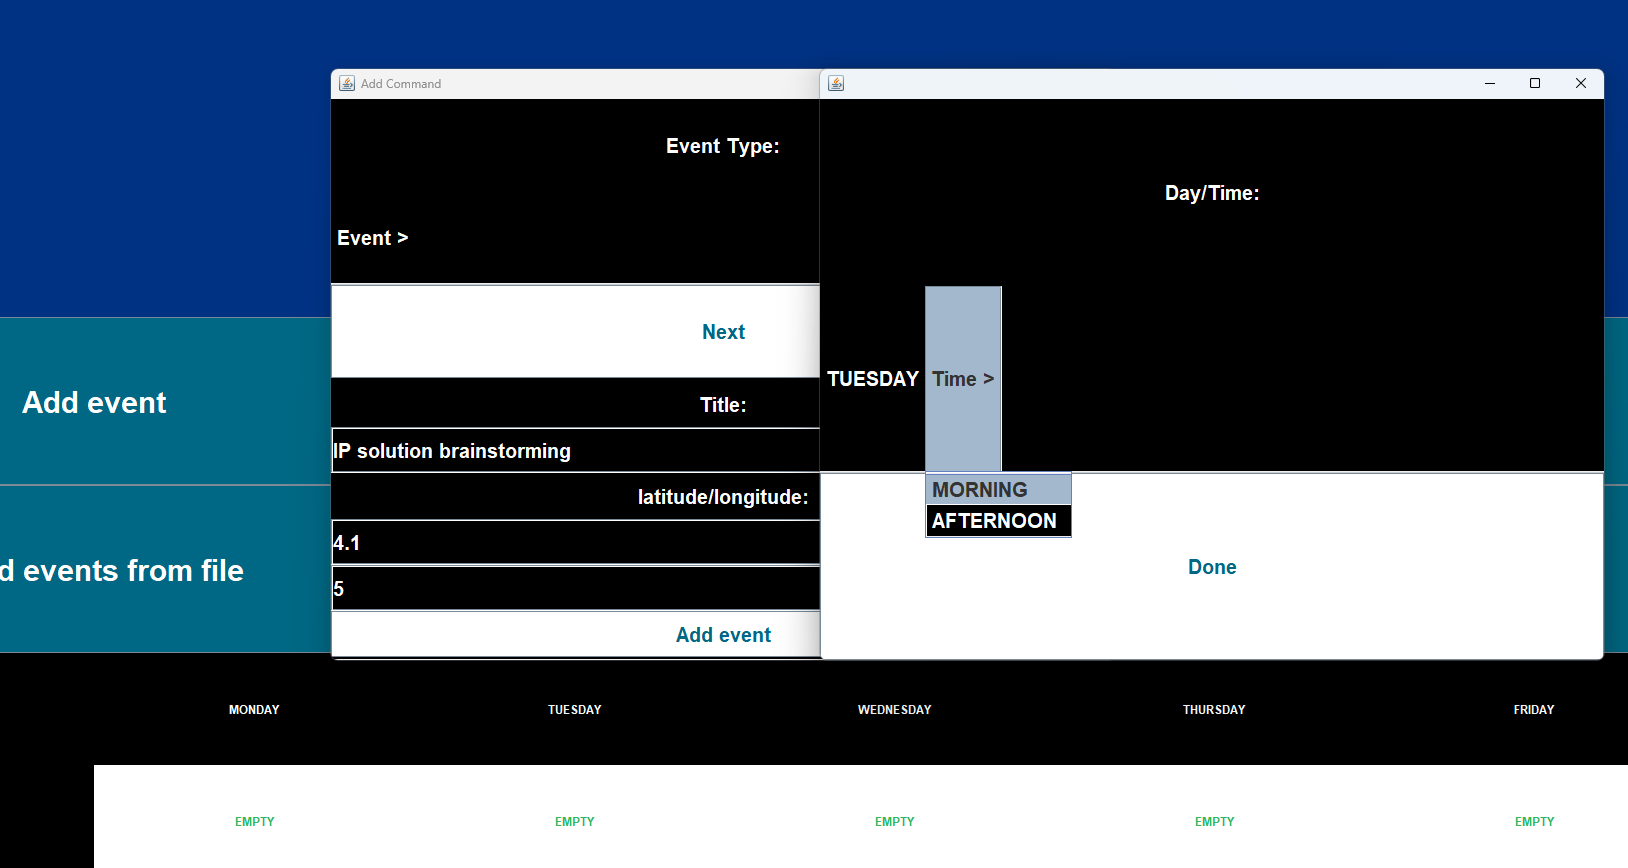 Add Command
Event Type:
Event >
Next
Title:
IP solution brainstorming
latitude/longitude:
4.1
5
Add event
Day/Time:
TUESDAY
Time >
MORNING
AFTERNOON
Done
Add event
d events from file
MONDAY TUESDAY WEDNESDAY THURSDAY FRIDAY
EMPTY EMPTY EMPTY EMPTY EMPTY